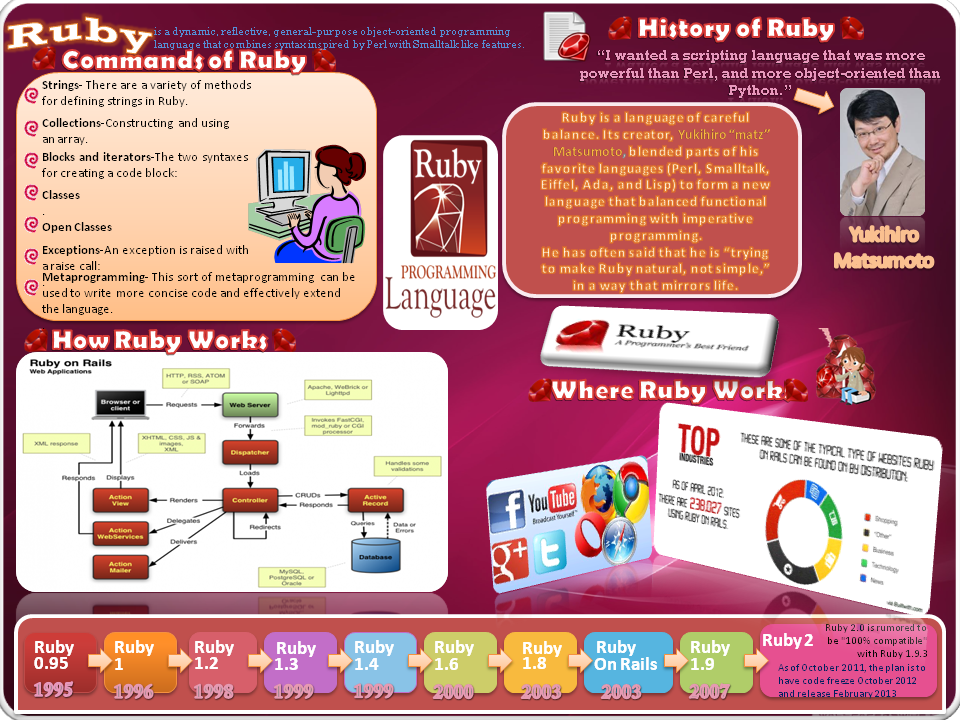 Ruby
is a dynamic, reflective, general-purpose object-oriented programming
language that combines syntax inspired by Perl with Smalltalk like features.
Commands of Ruby
Strings- There are a variety of methods
for defining strings in Ruby.
Collections-Constructing and using
an array.
Blocks and iterators-The two syntaxes
for creating a code block:
Classes
.
Open Classes
Exceptions-An exception is raised with
a raise call:
Metaprogramming- This sort of metaprogramming can be
used to write more concise code and effectively extend
the language.
Ruby
PROGRAMMING
Language
History of Ruby
“I wanted a scripting language that was more
powerful than Perl, and more object-oriented than
Python.”
Ruby is a language of careful
balance. Its creator, Yukihiro “matz”
Matsumoto, blended parts of his
favorite languages (Perl, Smalltalk,
Eiffel, Ada, and Lisp) to form a new
language that balanced functional
programming with imperative
programming.
He has often said that he is “trying
to make Ruby natural, not simple,”
in a way that mirrors life.
Yukihiro
Matsumoto
Ruby
A Programmer's Best Friend
How Ruby Works
Ruby on Rails
Web Applications
HTTP, RSS, ATOM
or SOAP
Apache, WeBrick or
Lighttpd
Browser or
client
Requests
Web Server
Forwards
Invokes FastCGI,
mod_ruby or CGI
processor
XML response
XHTML, CSS, JS &
images,
XML
Dispatcher
Handles some
validations
Loads
Responds
Displays
Action
View
Renders
Controller
CRUDs
Responds
Active
Record
Delegates
Redirects
Queries
Data or
Errors
Action
WebServices
Delivers
Database
Action
Mailer
MySQL,
PostgreSQL or
Oracle
Where Ruby Work
YouTube
Broadcast Yourself
g+
TOP
INDUSTRIES
THESE ARE SOME OF THE TYPICAL TYPE OF WEBSITES RUBY
ON RAILS CAN BE FOUND ON BY DISTRIBUTION:
AS OF APRIL 2012,
THERE ARE 238,027 SITES
USING RUBY ON RAILS.
Shopping
"Other"
Business
Technology
News
via Builtwith.com
Ruby
0.95
1995
Ruby
1
1996
Ruby
1.2
1998
Ruby
1.3
1999
Ruby
1.4
1999
Ruby
1.6
2000
Ruby
1.8
2003
Ruby
On Rails
2003
Ruby
1.9
2007
Ruby 2
Ruby 2.0 is rumored to
be "100% compatible"
with Ruby 1.9.3
As of October 2011, the plan is to
have code freeze October 2012
and release February 2013